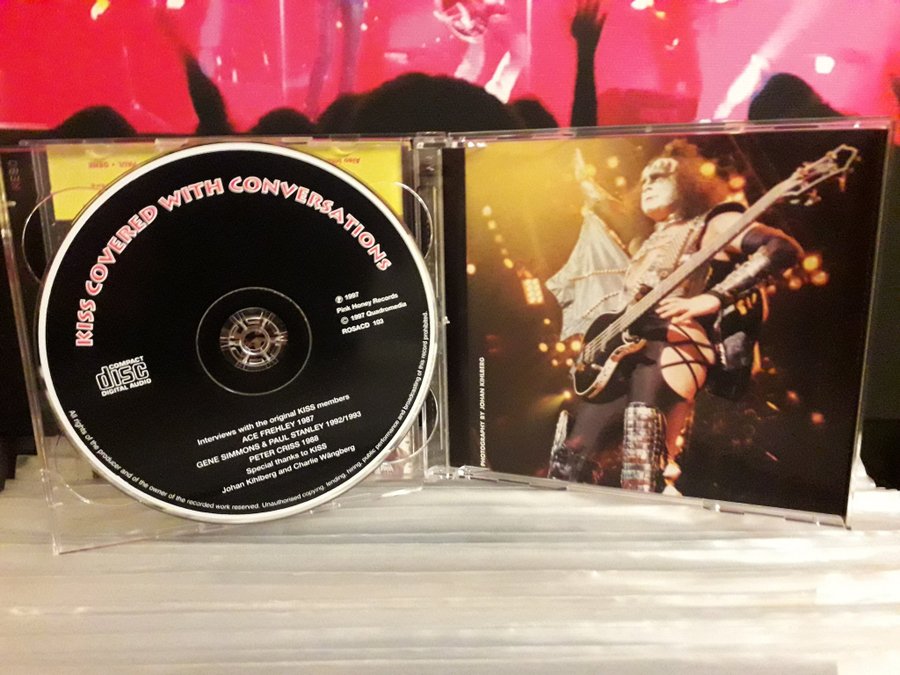 KISS COVERED WITH CONVERSATIONS
℗ 1997
Pink Honey Records
© 1997 Quadromedia
ROSACD 103
COMPACT
disc
DIGITAL AUDIO
Interviews with the original KISS members
ACE FREHLEY 1987
GENE SIMMONS & PAUL STANLEY 1992/1993
PETER CRISS 1988
Special thanks to KISS
Johan Kihlberg and Charlie Wångberg
All rights of the producer and of the owner of the recorded work reserved. Unauthorised copying, lending, hiring, public performance and broadcasting of this record prohibited.
PHOTOGRAPHY BY JOHAN KIHLBERG